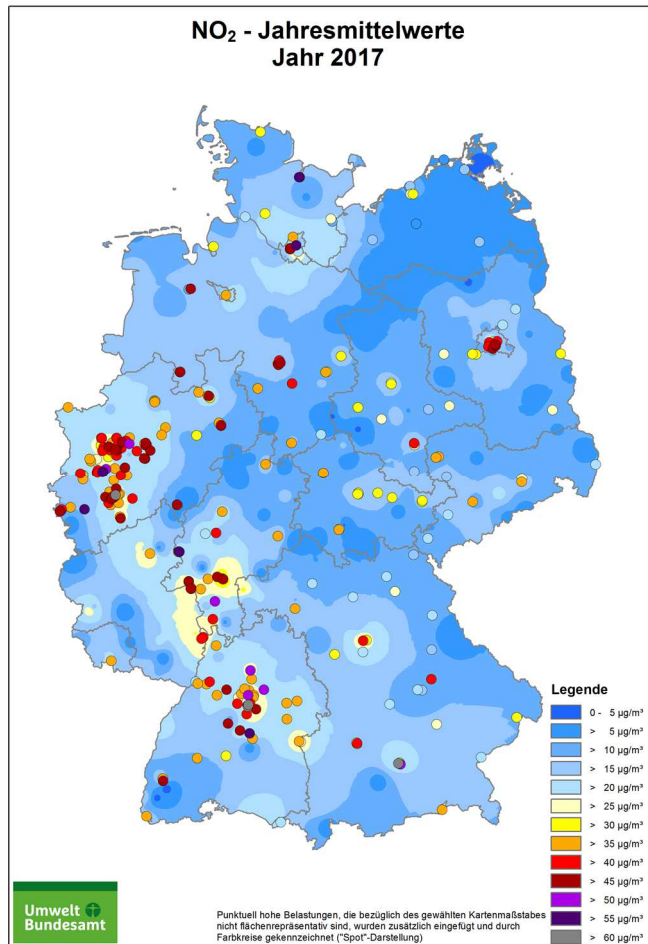 NO₂ - Jahresmittelwerte
Jahr 2017
Legende
0 - 5 µg/m³
> 5 µg/m³
> 10 µg/m³
> 15 µg/m³
> 20 µg/m³
> 25 µg/m³
> 30 µg/m³
> 35 µg/m³
> 40 µg/m³
> 45 µg/m³
> 50 µg/m³
> 55 µg/m³
> 60 µg/m³
Umwelt
Bundesamt
Punktuell hohe Belastungen, die bezüglich des gewählten Kartenmaßstabes
nicht flächenrepräsentativ sind, wurden zusätzlich eingefügt und durch
Farbkreise gekennzeichnet ("Spot"-Darstellung)